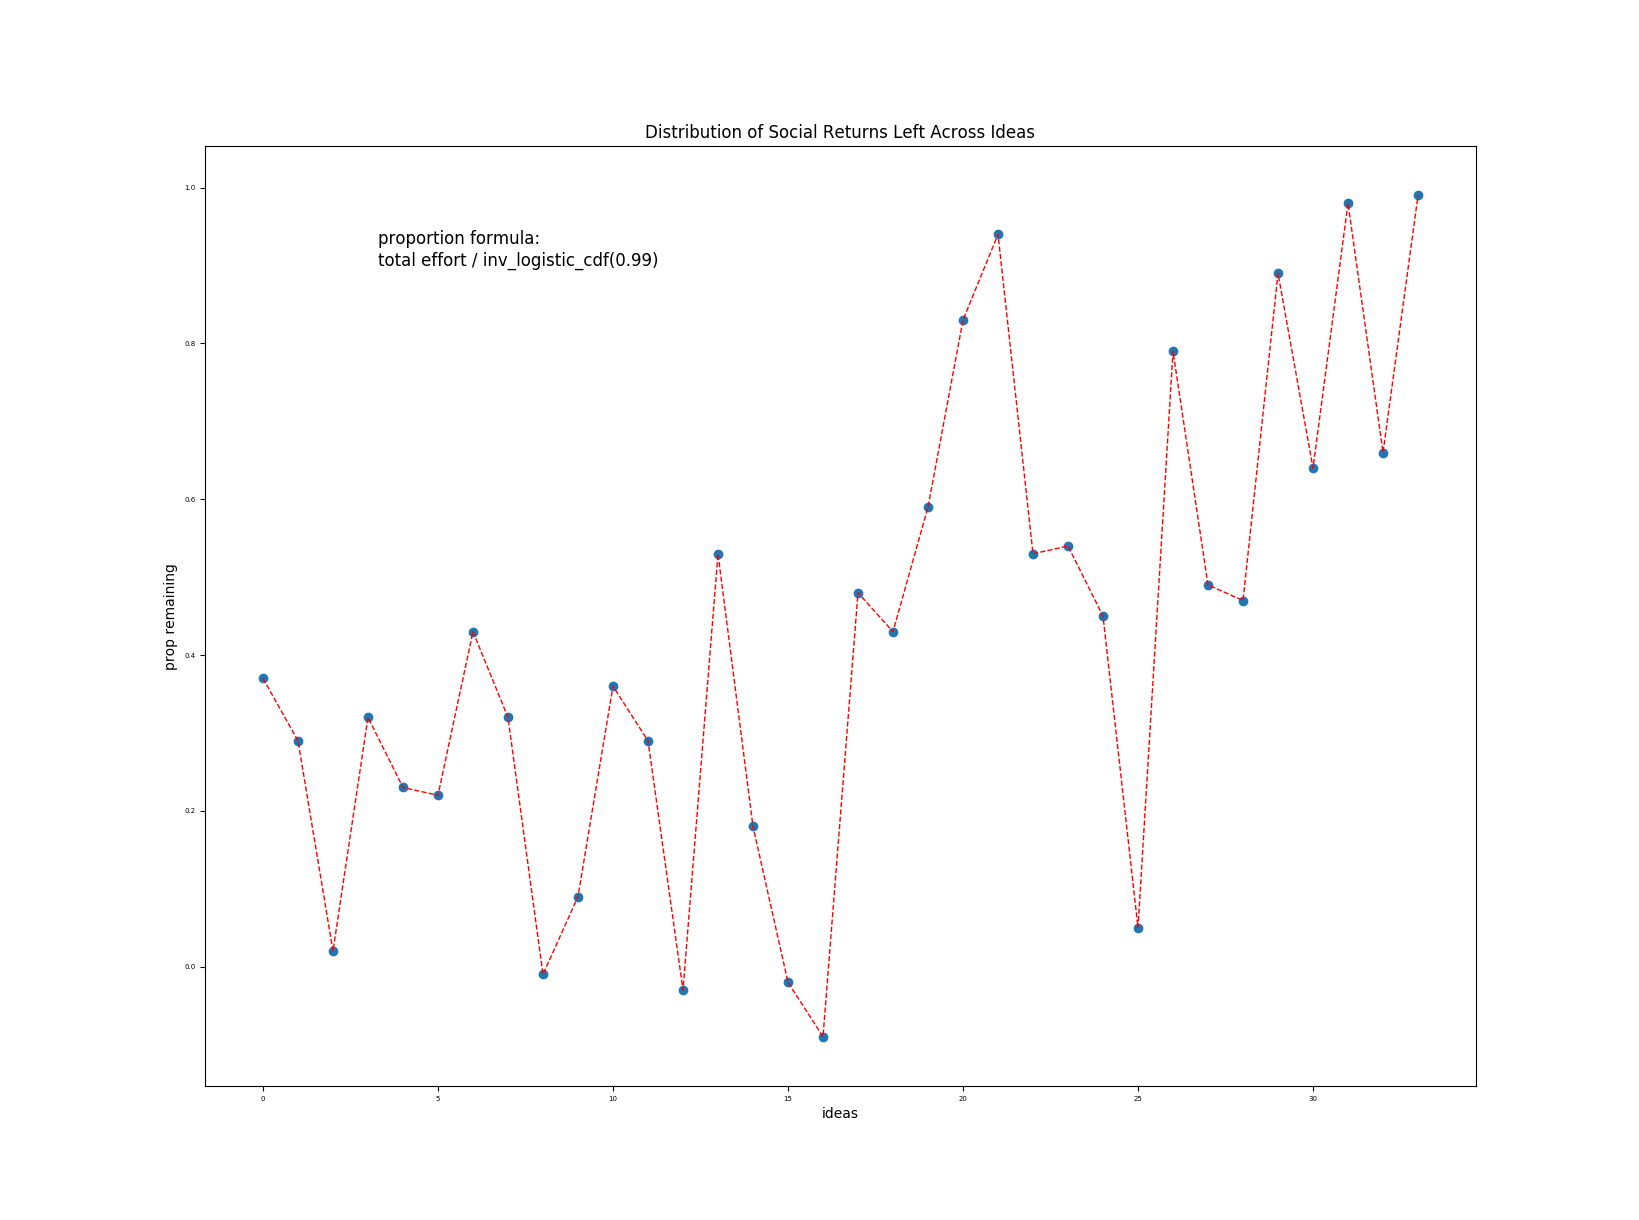 Distribution of Social Returns Left Across Ideas
1.0
proportion formula:
total effort / inv_logistic_cdf(0.99)
0.8
0.6
prop remaining
0.4
0.2
0.0
0 5 10 15 20 25 30
ideas